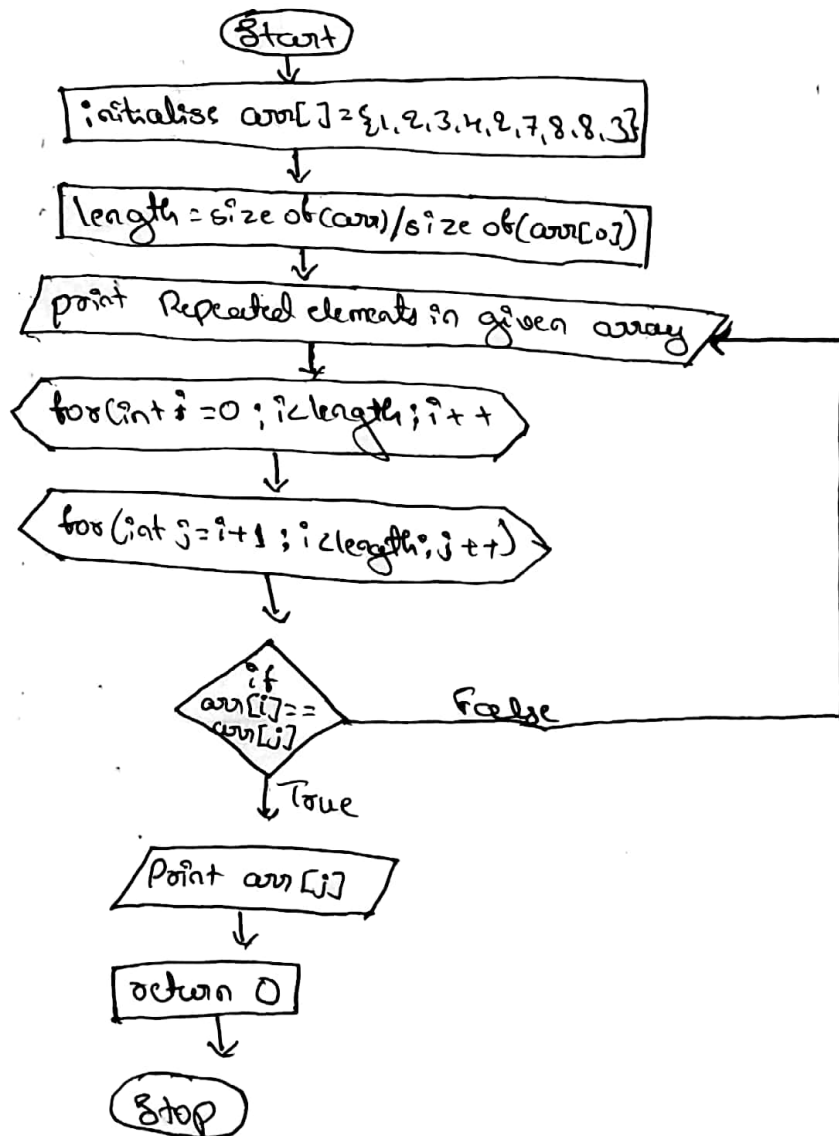 Start
initialise arr[ ]={1,2,3,4,2,7,8,8,3}
length = size of(arr)/size of(arr[0])
print Repeated elements in given array
for(int i =0 ; i<length ; i++
for(int j=i+1 ; i<length; j++)
if
arr[i]==
arr[j]
False
True
Print arr[j]
return 0
Stop